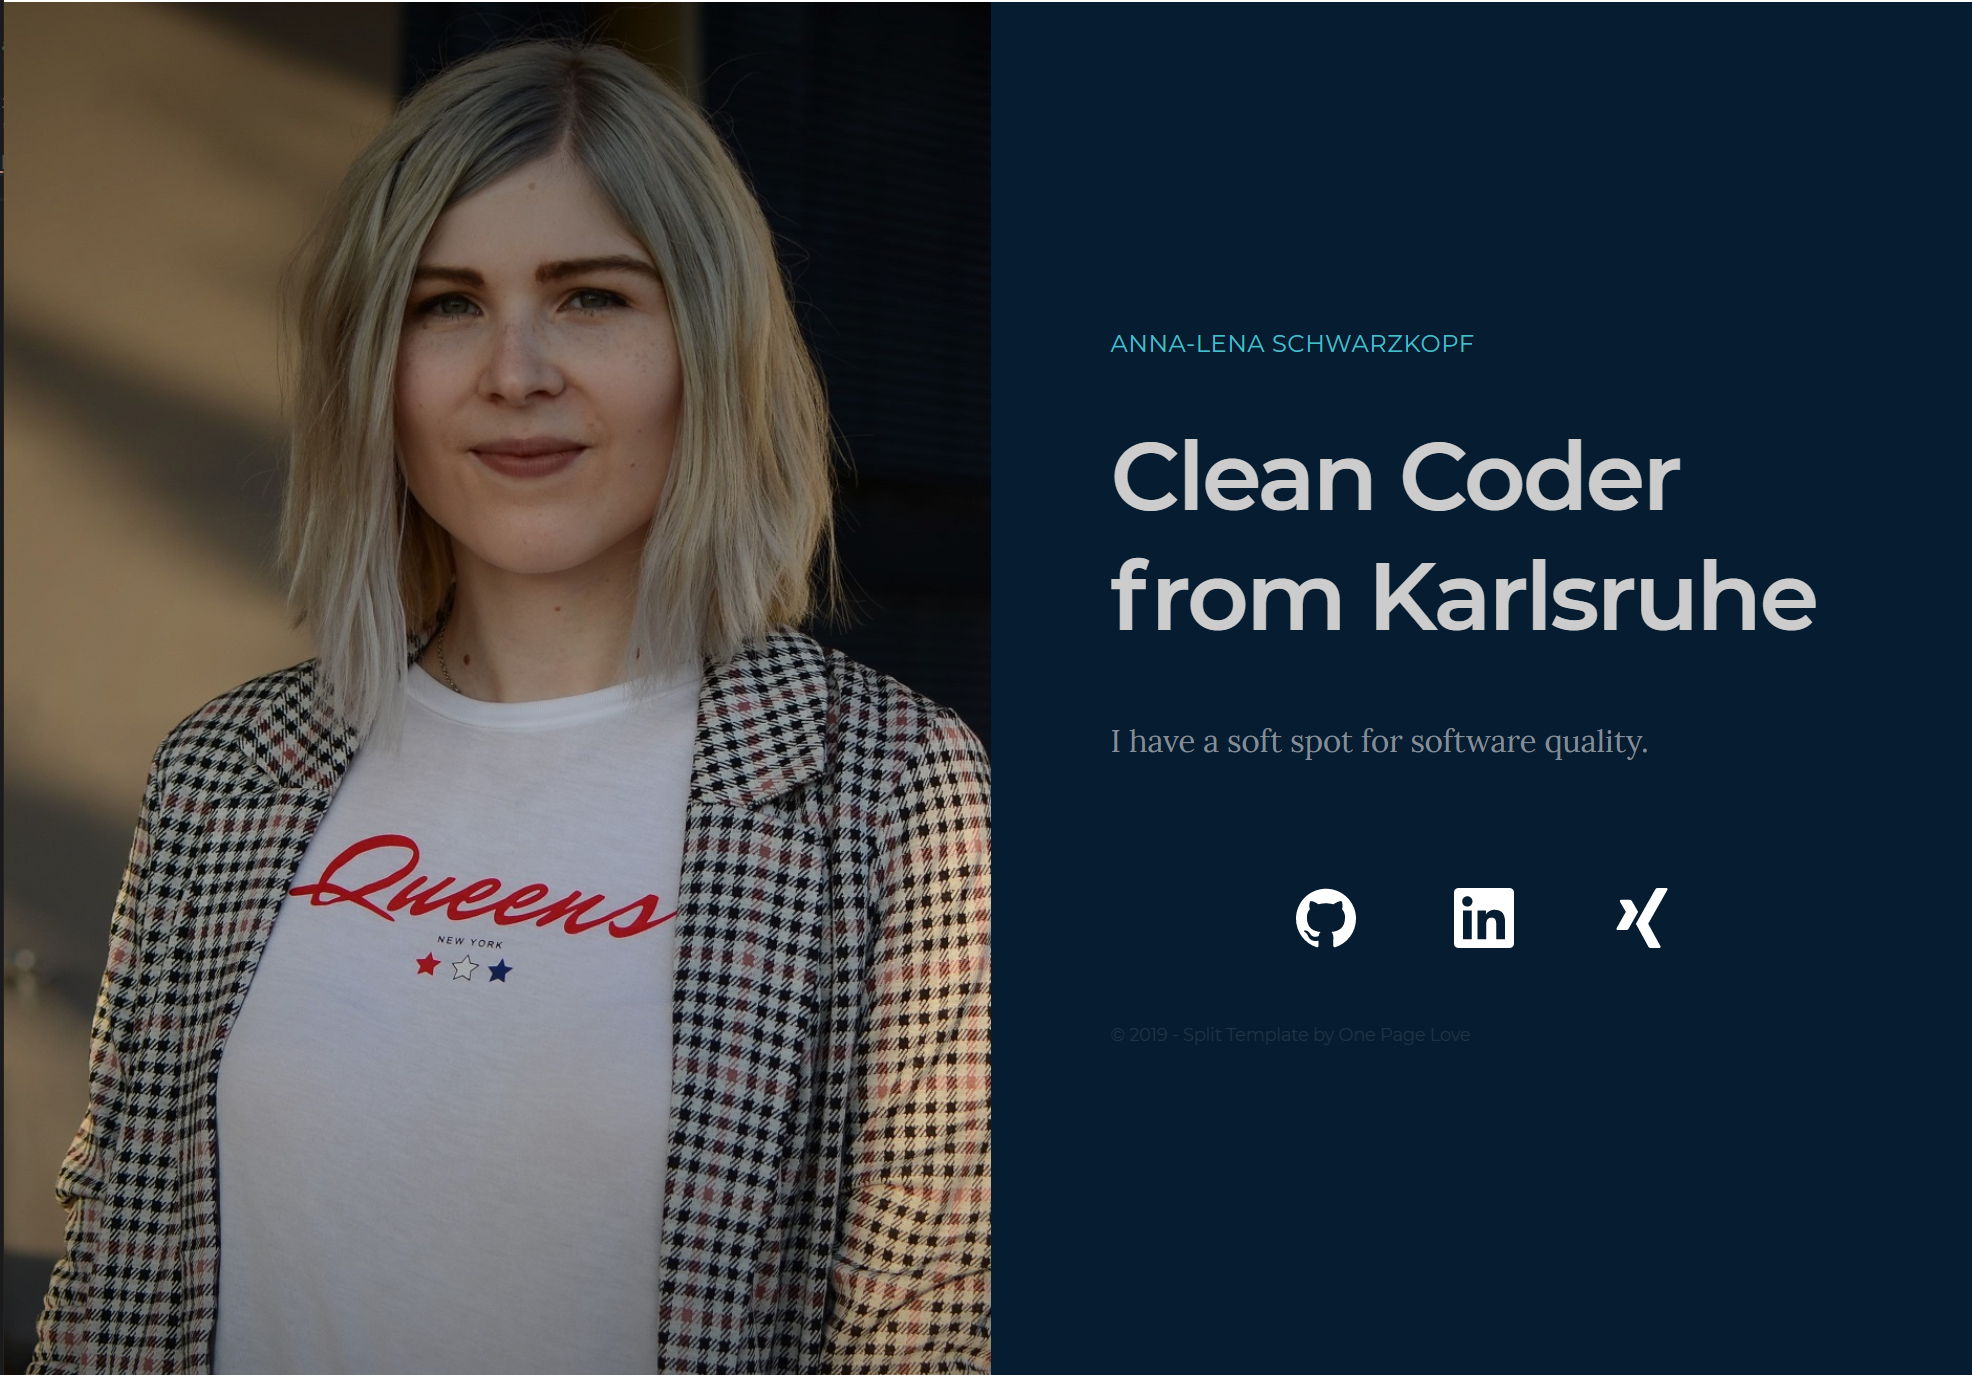 ANNA-LENA SCHWARZKOPF
Clean Coder
from Karlsruhe
I have a soft spot for software quality.
Queens
NEW YORK
in
© 2019 - Split Template by One Page Love